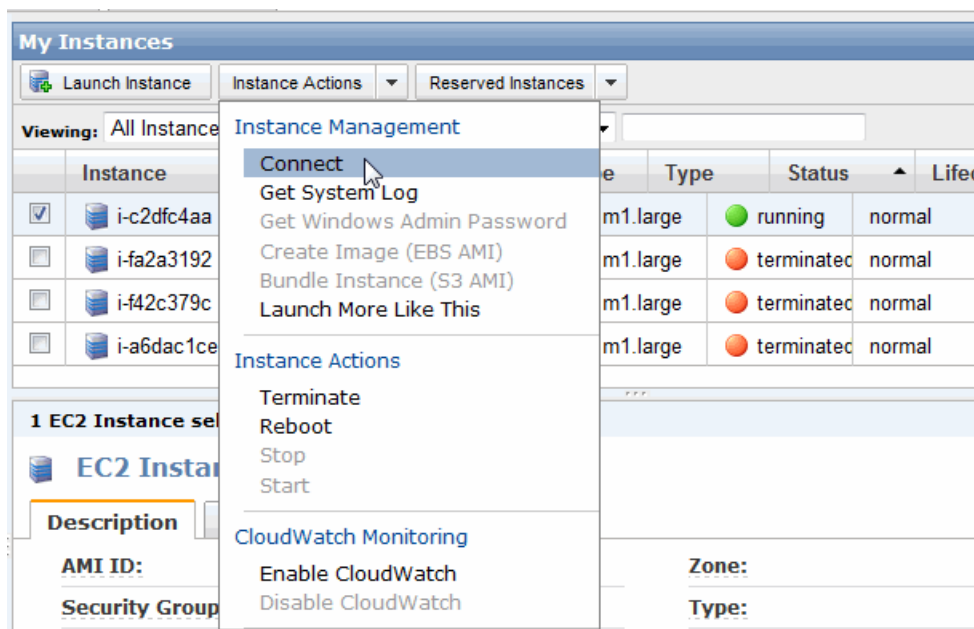 My Instances
Launch Instance Instance Actions Reserved Instances
Viewing: All Instance
Instance Management
Instance Type Status Lifec
Connect
i-c2dfc4aa m1.large running normal
Get System Log
Get Windows Admin Password
i-fa2a3192 m1.large terminated normal
Create Image (EBS AMI)
Bundle Instance (S3 AMI)
i-f42c379c m1.large terminated normal
Launch More Like This
i-a6dac1ce m1.large terminated normal
Instance Actions
Terminate
1 EC2 Instance sel
Reboot
Stop
EC2 Instan
Start
Description
CloudWatch Monitoring
AMI ID: Zone:
Enable CloudWatch
Security Group Type:
Disable CloudWatch